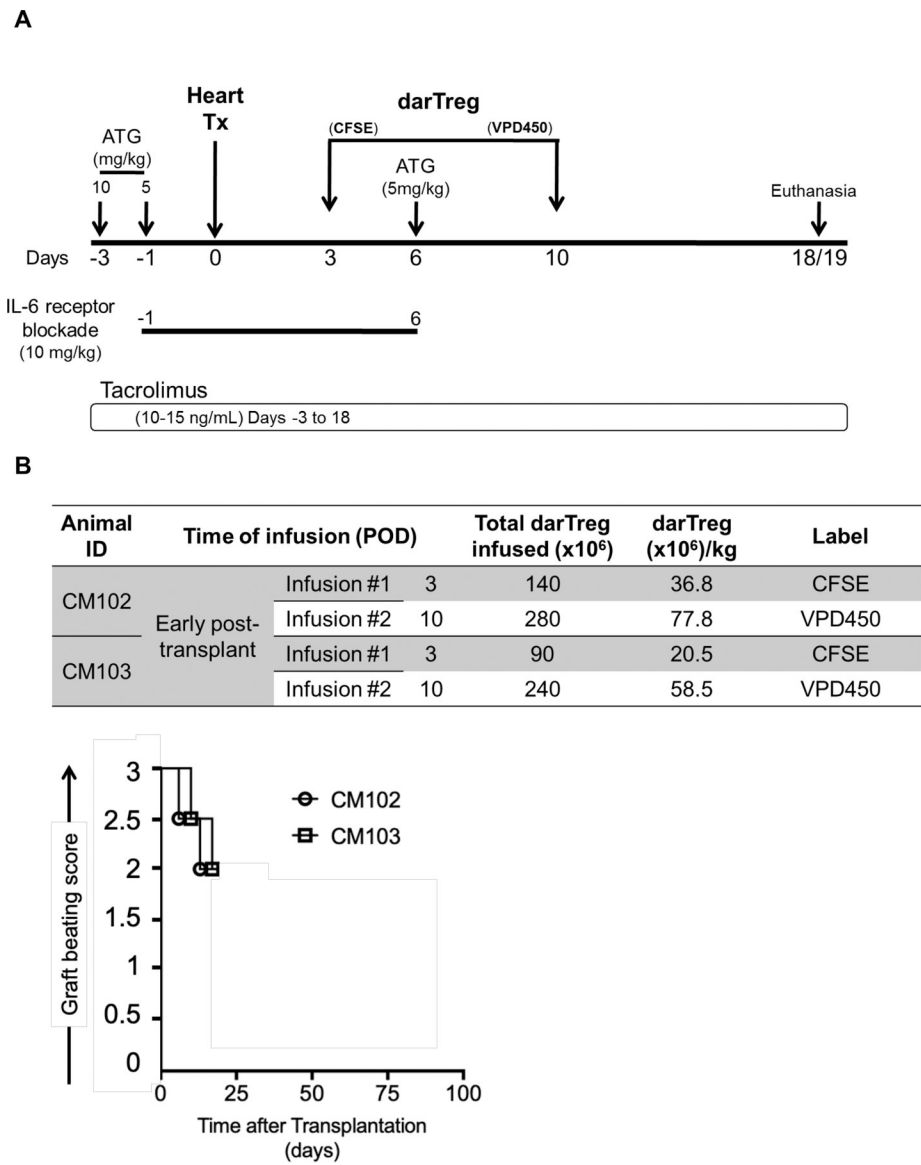 A
Heart
Tx
darTreg
(CFSE)
(VPD450)
ATG
(mg/kg)
10 5
ATG
(5mg/kg)
Euthanasia
Days -3 -1 0 3 6 10 18/19
IL-6 receptor
blockade
(10 mg/kg)
-1 6
Tacrolimus
(10-15 ng/mL) Days -3 to 18
B
Animal ID Time of infusion (POD) Total darTreg infused (x10⁶) darTreg (x10⁶)/kg Label
CM102 Early post-transplant Infusion #1 3 140 36.8 CFSE
Infusion #2 10 280 77.8 VPD450
CM103 Infusion #1 3 90 20.5 CFSE
Infusion #2 10 240 58.5 VPD450
Graft beating score
3
2.5
2
1.5
1
0.5
0
CM102
CM103
0 25 50 75 100
Time after Transplantation
(days)